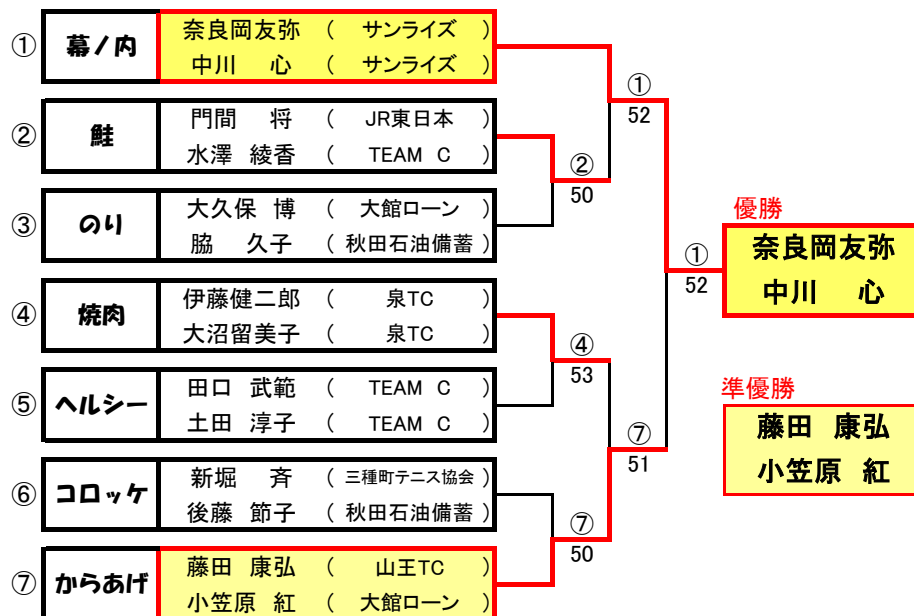 ① 幕ノ内 奈良岡友弥 ( サンライズ )
中川 心 ( サンライズ )
①
52
② 鮭 門間 将 ( JR東日本 )
水澤 綾香 ( TEAM C )
②
50
③ のり 大久保 博 ( 大館ローン )
脇 久子 ( 秋田石油備蓄 )
優勝
奈良岡友弥
中川 心
①
52
④ 焼肉 伊藤健二郎 ( 泉TC )
大沼留美子 ( 泉TC )
④
53
⑤ ヘルシー 田口 武範 ( TEAM C )
土田 淳子 ( TEAM C )
準優勝
藤田 康弘
小笠原 紅
⑦
51
⑥ コロッケ 新堀 斉 ( 三種町テニス協会 )
後藤 節子 ( 秋田石油備蓄 )
⑦
50
⑦ からあげ 藤田 康弘 ( 山王TC )
小笠原 紅 ( 大館ローン )